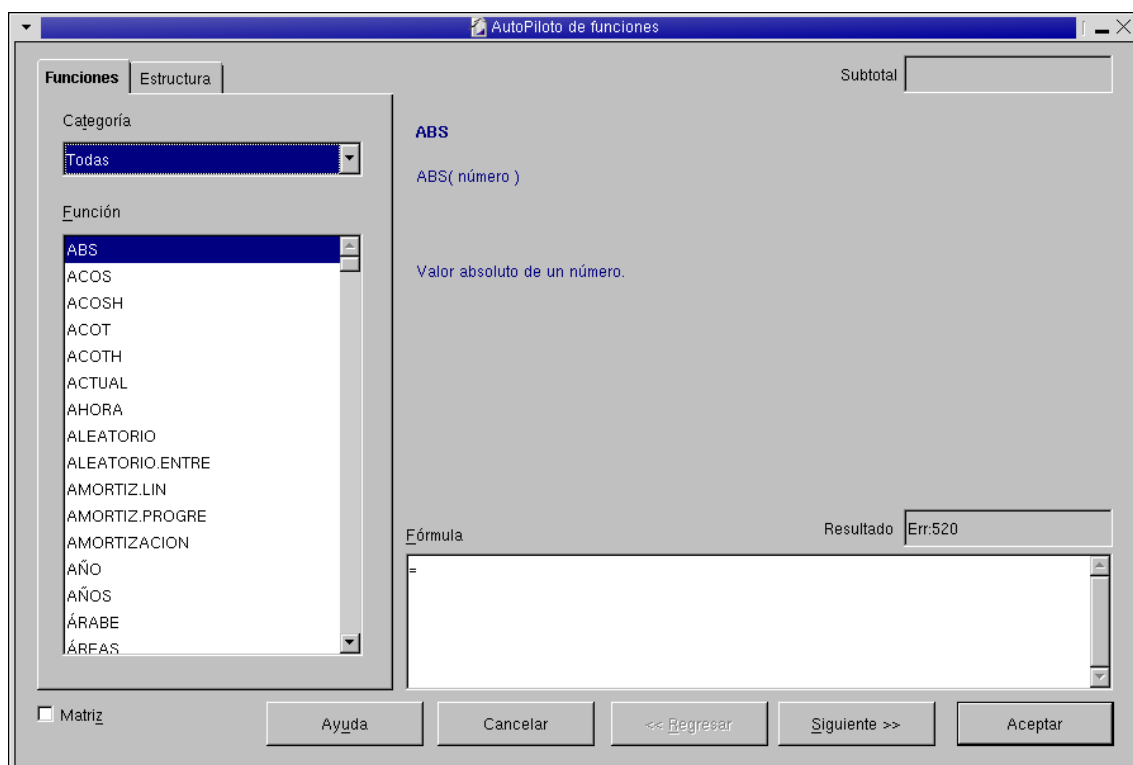 AutoPiloto de funciones
Funciones
Estructura
Subtotal
Categoría
Todas
Función
ABS
ACOS
ACOSH
ACOT
ACOTH
ACTUAL
AHORA
ALEATORIO
ALEATORIO.ENTRE
AMORTIZ.LIN
AMORTIZ.PROGRE
AMORTIZACION
AÑO
AÑOS
ÁRABE
ÁREAS
ABS
ABS( número )
Valor absoluto de un número.
Fórmula
Resultado
Err:520
=
Matriz
Ayuda
Cancelar
<< Regresar
Siguiente >>
Aceptar